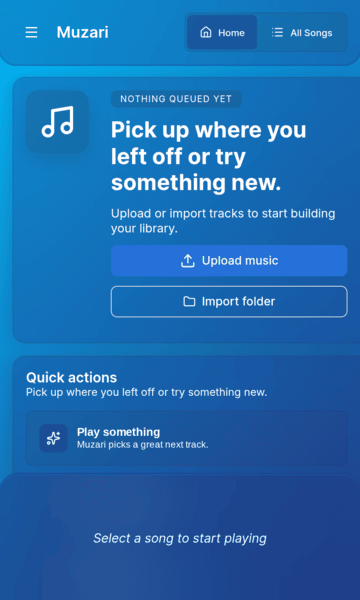 Muzari
Home
All Songs
NOTHING QUEUED YET
Pick up where you
left off or try
something new.
Upload or import tracks to start building
your library.
Upload music
Import folder
Quick actions
Pick up where you left off or try something new.
Play something
Muzari picks a great next track.
Select a song to start playing